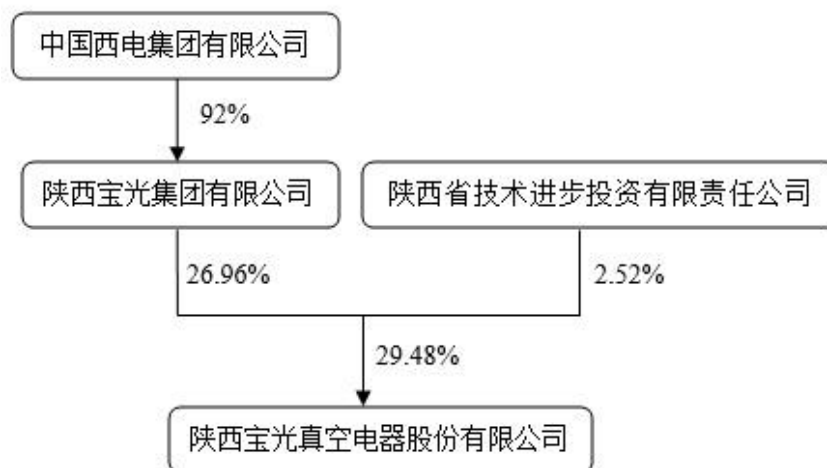 中国西电集团有限公司
92%
陕西宝光集团有限公司
陕西省技术进步投资有限责任公司
26.96%
2.52%
29.48%
陕西宝光真空电器股份有限公司